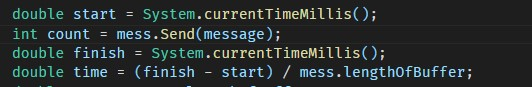 double start = System.currentTimeMillis();
int count = mess.Send(message);
double finish = System.currentTimeMillis();
double time = (finish - start) / mess.lengthOfBuffer;